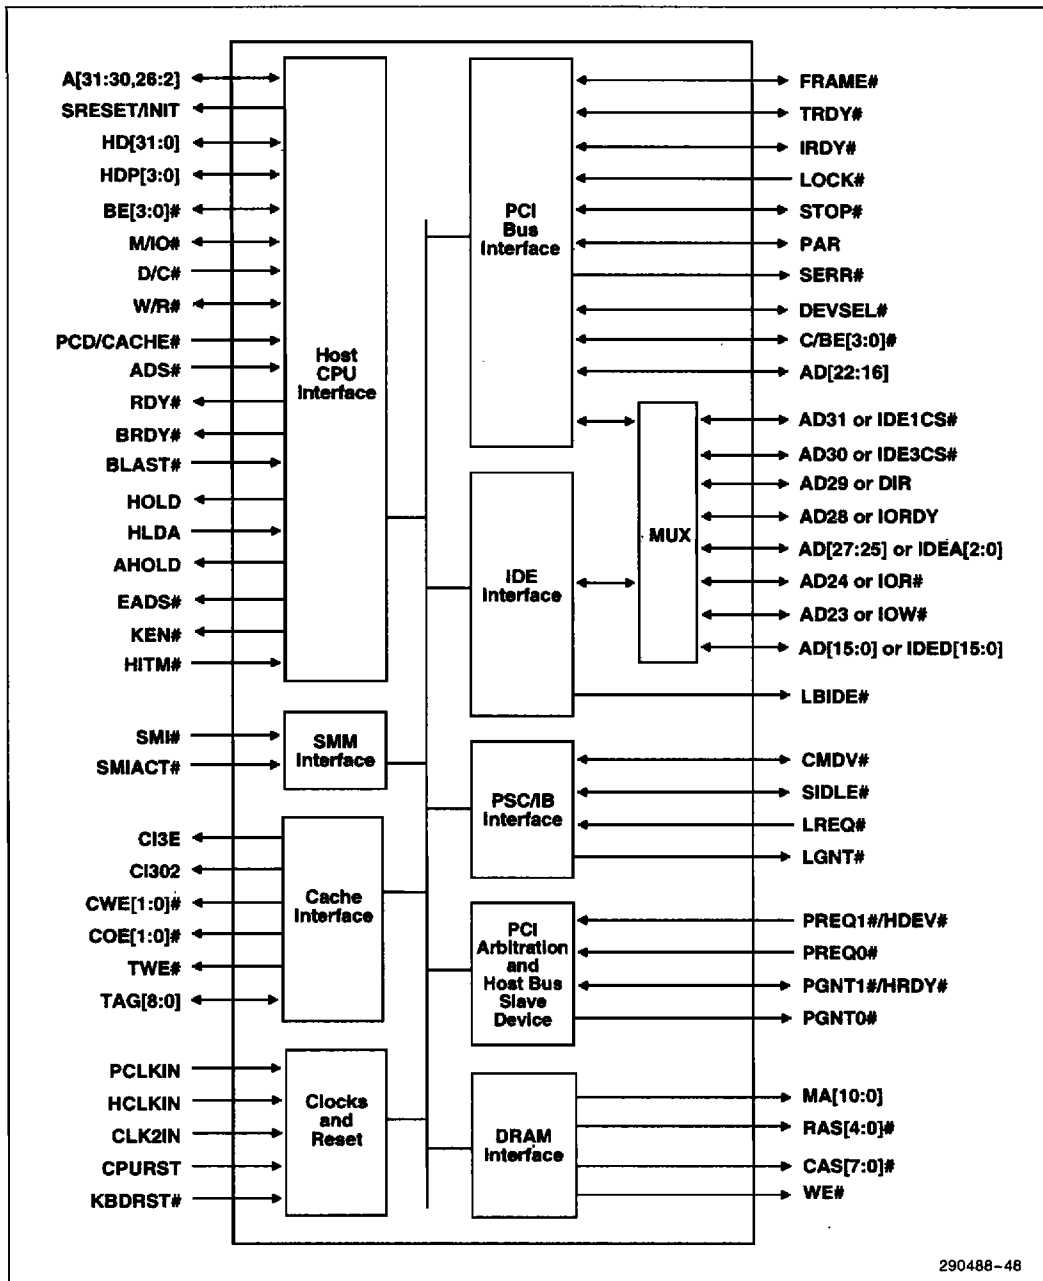 A[31:30,26:2]
SRESET/INIT
HD[31:0]
HDP[3:0]
BE[3:0]#
M/IO#
D/C#
W/R#
PCD/CACHE#
ADS#
RDY#
BRDY#
BLAST#
HOLD
HLDA
AHOLD
EADS#
KEN#
HITM#
Host
CPU
Interface
SMI#
SMIACT#
SMM
Interface
CI3E
CI302
CWE[1:0]#
COE[1:0]#
TWE#
TAG[8:0]
Cache
Interface
PCLKIN
HCLKIN
CLK2IN
CPURST
KBDRST#
Clocks
and
Reset
PCI
Bus
Interface
FRAME#
TRDY#
IRDY#
LOCK#
STOP#
PAR
SERR#
DEVSEL#
C/BE[3:0]#
AD[22:16]
MUX
AD31 or IDE1CS#
AD30 or IDE3CS#
AD29 or DIR
AD28 or IORDY
AD[27:25] or IDEA[2:0]
AD24 or IOR#
AD23 or IOW#
AD[15:0] or IDED[15:0]
IDE
Interface
LBIDE#
PSC/IB
Interface
CMDV#
SIDLE#
LREQ#
LGNT#
PCI
Arbitration
and
Host Bus
Slave
Device
PREQ1#/HDEV#
PREQ0#
PGNT1#/HRDY#
PGNT0#
DRAM
Interface
MA[10:0]
RAS[4:0]#
CAS[7:0]#
WE#
290488-48